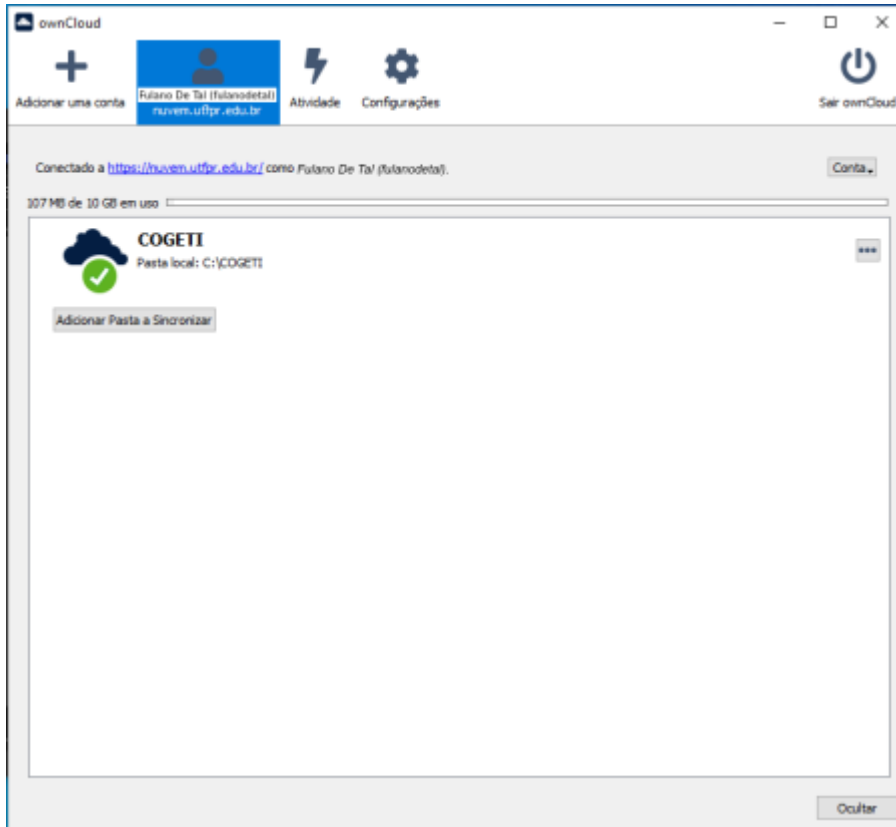 ownCloud
Adicionar uma conta
Fulano De Tal (fulanodetal)
nuvem.utfpr.edu.br
Atividade
Configurações
Sair ownCloud
Conectado a https://nuvem.utfpr.edu.br/ como Fulano De Tal (fulanodetal).
Conta
107 MB de 10 GB em uso
COGETI
Pasta local: C:\COGETI
Adicionar Pasta a Sincronizar
Ocultar